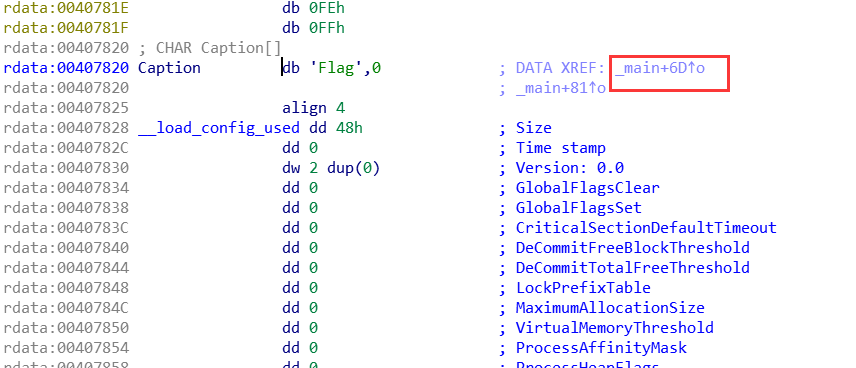 rdata:0040781E db 0FEh
rdata:0040781F db 0FFh
rdata:00407820 ; CHAR Caption[]
rdata:00407820 Caption db 'Flag',0 ; DATA XREF: _main+6D↑o
rdata:00407820 ; _main+81↑o
rdata:00407825 align 4
rdata:00407828 __load_config_used dd 48h ; Size
rdata:0040782C dd 0 ; Time stamp
rdata:00407830 dw 2 dup(0) ; Version: 0.0
rdata:00407834 dd 0 ; GlobalFlagsClear
rdata:00407838 dd 0 ; GlobalFlagsSet
rdata:0040783C dd 0 ; CriticalSectionDefaultTimeout
rdata:00407840 dd 0 ; DeCommitFreeBlockThreshold
rdata:00407844 dd 0 ; DeCommitTotalFreeThreshold
rdata:00407848 dd 0 ; LockPrefixTable
rdata:0040784C dd 0 ; MaximumAllocationSize
rdata:00407850 dd 0 ; VirtualMemoryThreshold
rdata:00407854 dd 0 ; ProcessAffinityMask
rdata:00407858 dd 0 ; ProcessHeapFlags